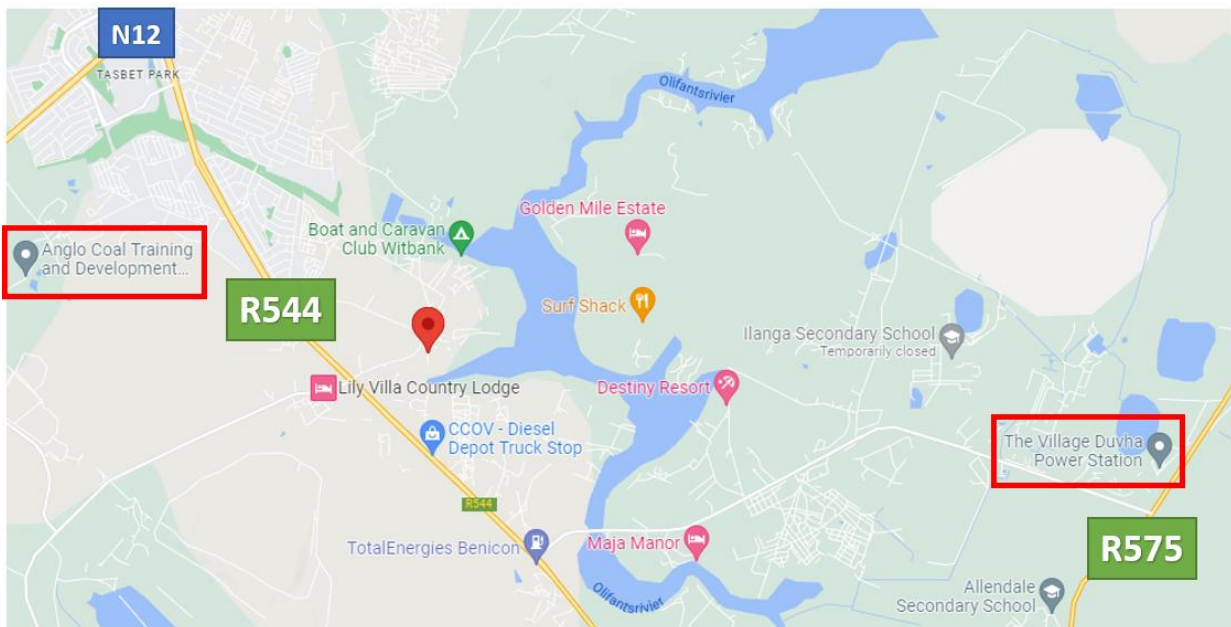 N12
TASBET PARK
Olifantsrivier
Golden Mile Estate
Boat and Caravan
Club Witbank
Anglo Coal Training
and Development...
R544
Surf Shack
Ilanga Secondary School
Temporarily closed
Lily Villa Country Lodge
Destiny Resort
CCOV - Diesel
Depot Truck Stop
The Village Duvha
Power Station
R544
TotalEnergies Benicon
Maja Manor
R575
Olifantsrivier
Allendale
Secondary School